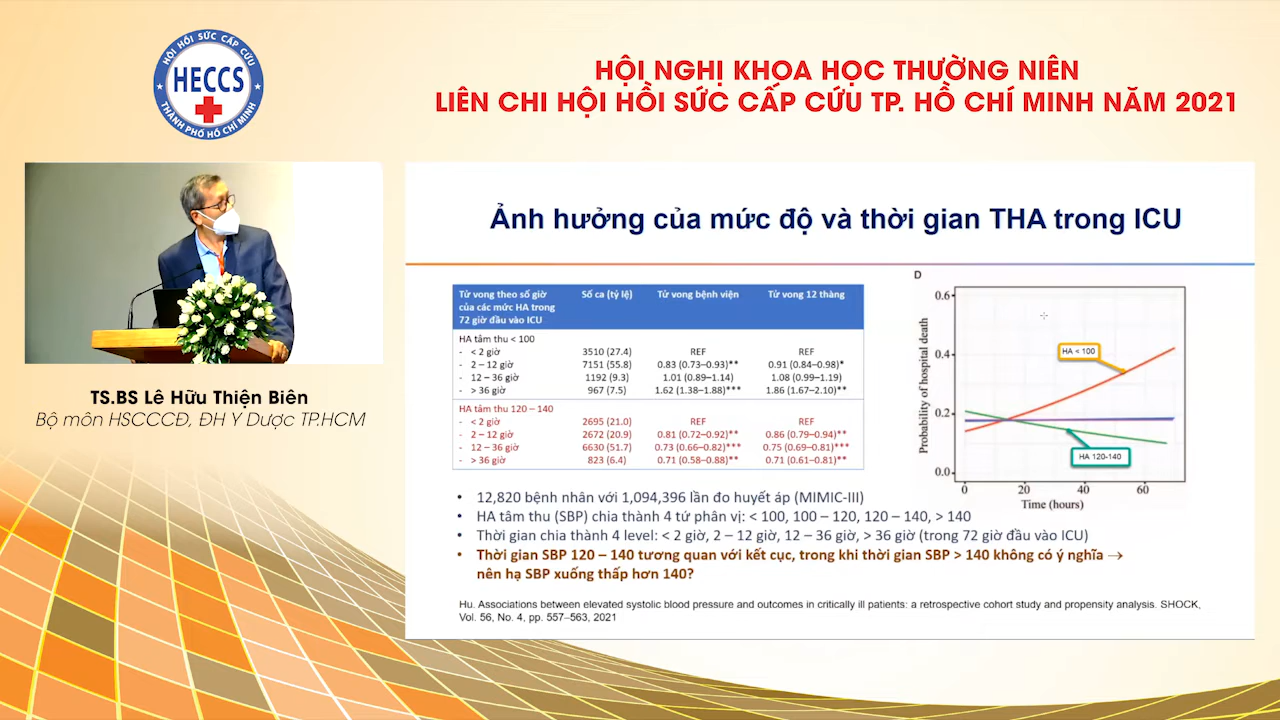 HỘI HỒI SỨC CẤP CỨU
HECCS
THÀNH PHỐ HỒ CHÍ MINH
HỘI NGHỊ KHOA HỌC THƯỜNG NIÊN
LIÊN CHI HỘI HỒI SỨC CẤP CỨU TP. HỒ CHÍ MINH NĂM 2021
TS.BS Lê Hữu Thiện Biên
Bộ môn HSCCCĐ, ĐH Y Dược TP.HCM
Ảnh hưởng của mức độ và thời gian THA trong ICU
Tử vong theo số giờ của các mức HA trong 72 giờ đầu vào ICU | Số ca (tỷ lệ) | Tử vong bệnh viện | Tử vong 12 tháng
HA tâm thu < 100
- < 2 giờ 3510 (27.4) REF REF
- 2 – 12 giờ 7151 (55.8) 0.83 (0.73–0.93)** 0.91 (0.84–0.98)*
- 12 – 36 giờ 1192 (9.3) 1.01 (0.89–1.14) 1.08 (0.99–1.19)
- > 36 giờ 967 (7.5) 1.62 (1.38–1.88)*** 1.86 (1.67–2.10)**
HA tâm thu 120 – 140
- < 2 giờ 2695 (21.0) REF REF
- 2 – 12 giờ 2672 (20.9) 0.81 (0.72–0.92)** 0.86 (0.79–0.94)**
- 12 – 36 giờ 6630 (51.7) 0.73 (0.66–0.82)*** 0.75 (0.69–0.81)***
- > 36 giờ 823 (6.4) 0.71 (0.58–0.88)** 0.71 (0.61–0.81)**
D
Probability of hospital death
0.6
0.4
0.2
0.0
HA < 100
HA 120-140
0 20 40 60
Time (hours)
• 12,820 bệnh nhân với 1,094,396 lần đo huyết áp (MIMIC-III)
• HA tâm thu (SBP) chia thành 4 tứ phân vị: < 100, 100 – 120, 120 – 140, > 140
• Thời gian chia thành 4 level: < 2 giờ, 2 – 12 giờ, 12 – 36 giờ, > 36 giờ (trong 72 giờ đầu vào ICU)
• Thời gian SBP 120 – 140 tương quan với kết cục, trong khi thời gian SBP > 140 không có ý nghĩa →
nên hạ SBP xuống thấp hơn 140?
Hu. Associations between elevated systolic blood pressure and outcomes in critically ill patients: a retrospective cohort study and propensity analysis. SHOCK,
Vol. 56, No. 4, pp. 557–563, 2021